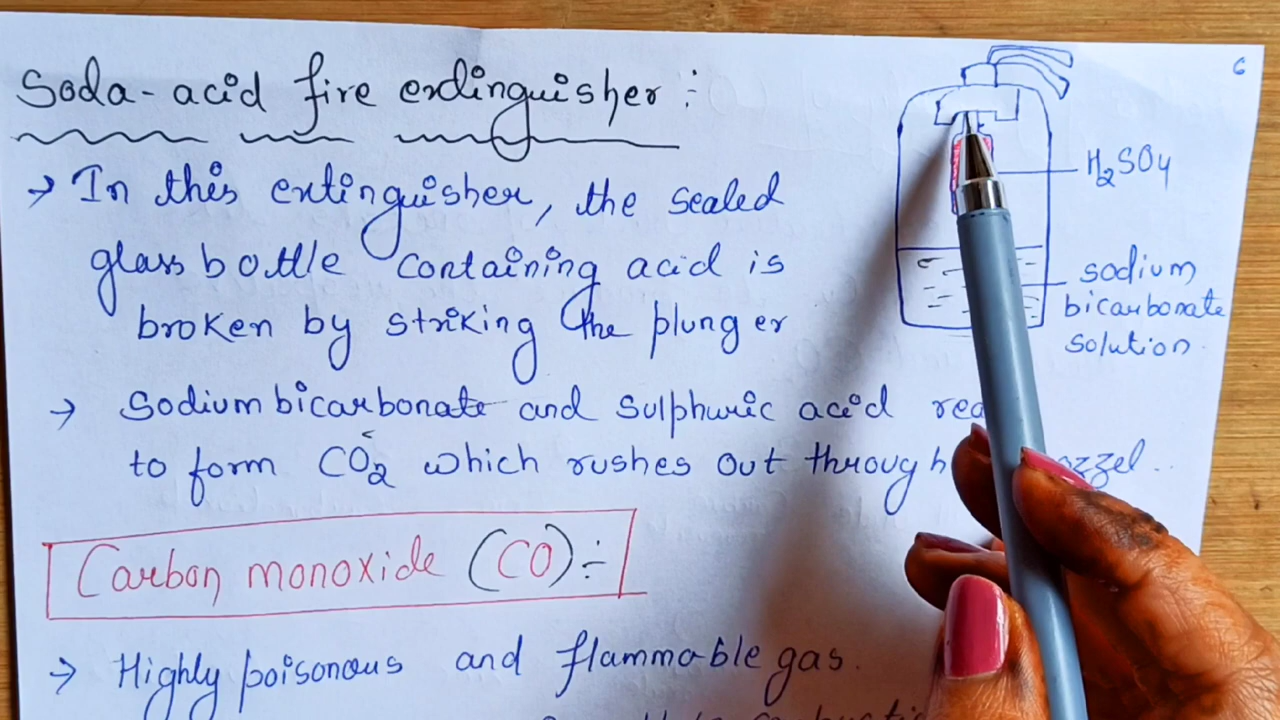 Soda-acid fire extinguisher :-
6
→ In this extinguisher, the sealed
glass bottle containing acid is
broken by striking the plunger
H2SO4
sodium
bicarbonate
solution.
→ Sodium bicarbonate and sulphuric acid
to form CO2 which rushes out through
Carbon monoxide (CO) :-
→ Highly poisonous and flammable gas.